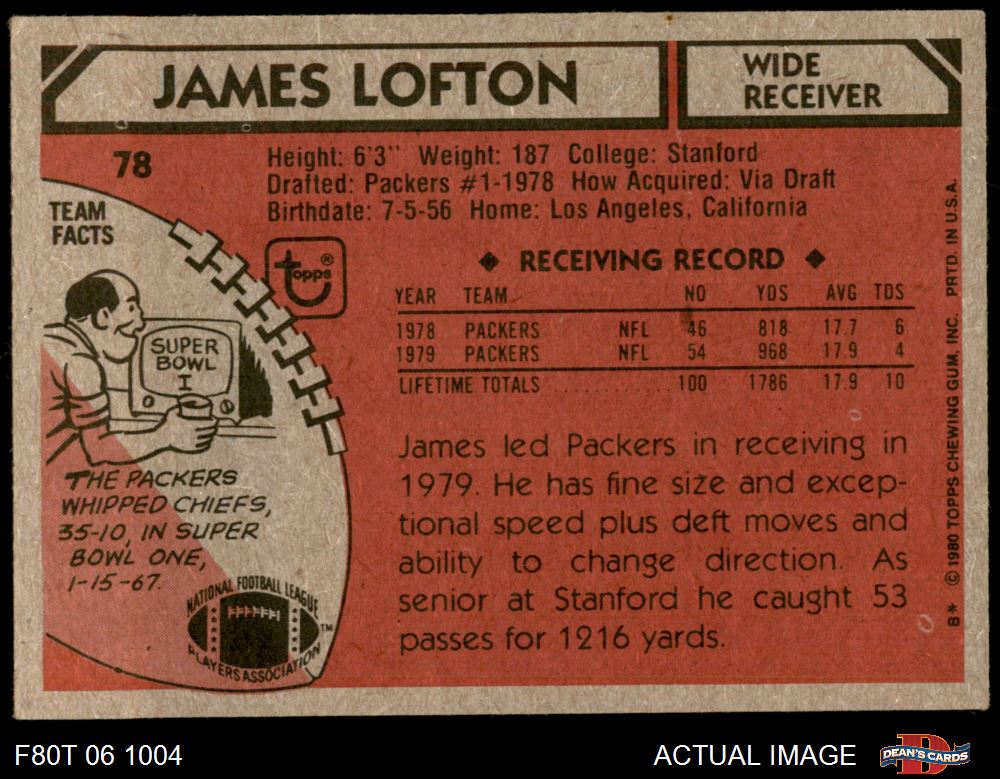 JAMES LOFTON
WIDE
RECEIVER
78
Height: 6'3" Weight: 187 College: Stanford
Drafted: Packers #1-1978 How Acquired: Via Draft
Birthdate: 7-5-56 Home: Los Angeles, California
TEAM
FACTS
topps®
SUPER
BOWL
I
THE PACKERS
WHIPPED CHIEFS,
35-10, IN SUPER
BOWL ONE,
1-15-67.
NATIONAL FOOTBALL LEAGUE
PLAYERS ASSOCIATION
TM
◆ RECEIVING RECORD ◆
YEAR TEAM NO YDS AVG TDS
1978 PACKERS NFL 46 818 17.7 6
1979 PACKERS NFL 54 968 17.9 4
LIFETIME TOTALS .............. 100 1786 17.9 10
James led Packers in receiving in
1979. He has fine size and excep-
tional speed plus deft moves and
ability to change direction. As
senior at Stanford he caught 53
passes for 1216 yards.
B* © 1980 TOPPS CHEWING GUM, INC. PRTD. IN U.S.A.
F80T 06 1004
ACTUAL IMAGE
DEAN'S CARDS